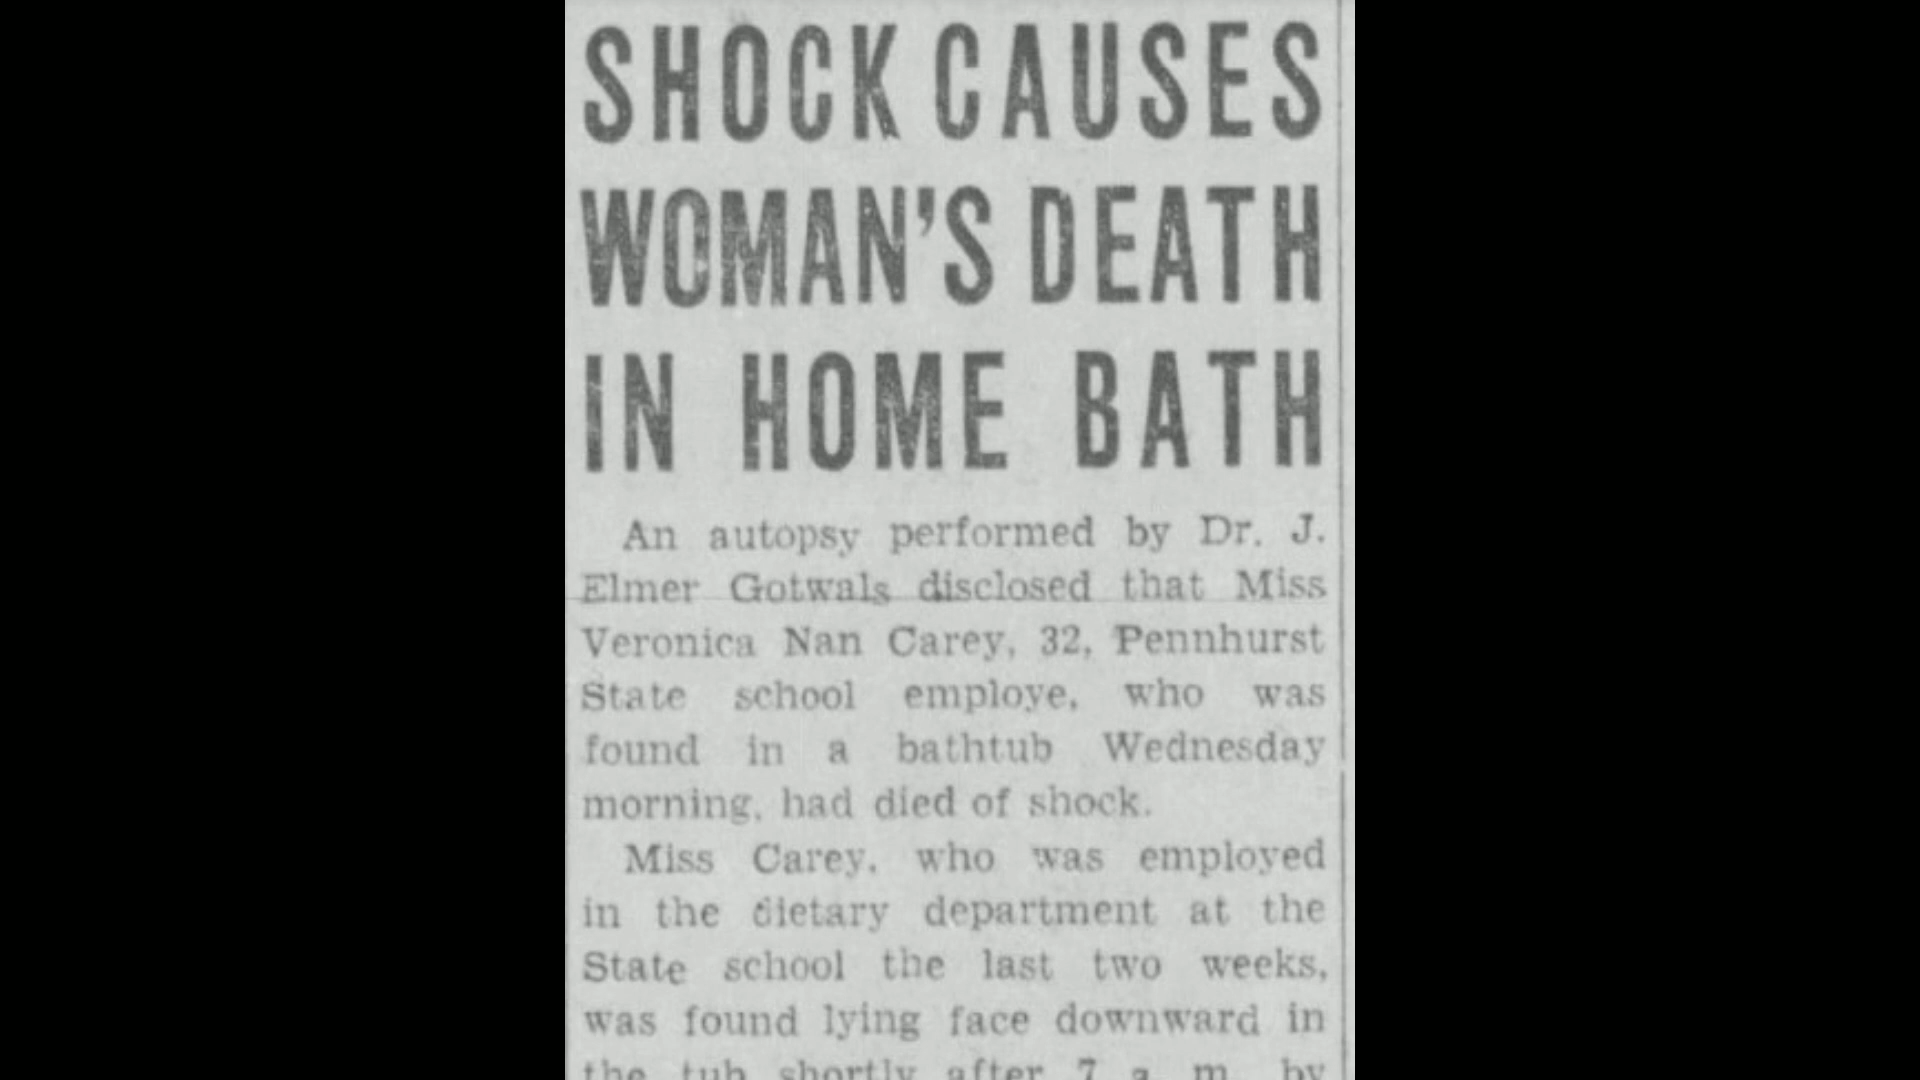 SHOCK CAUSES
WOMAN'S DEATH
IN HOME BATH
An autopsy performed by Dr. J.
Elmer Gotwals disclosed that Miss
Veronica Nan Carey, 32, Pennhurst
State school employe, who was
found in a bathtub Wednesday
morning, had died of shock.
Miss Carey, who was employed
in the dietary department at the
State school the last two weeks,
was found lying face downward in
the tub shortly after 7 a. m. by